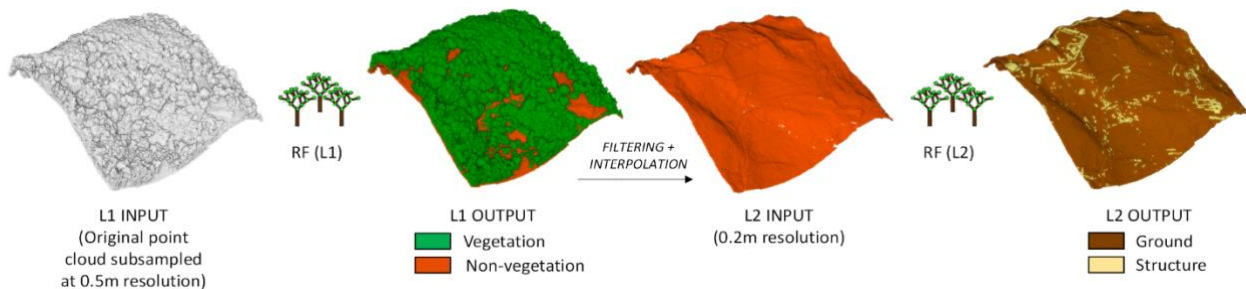 RF (L1)
FILTERING +
INTERPOLATION
RF (L2)
L1 INPUT
(Original point
cloud subsampled
at 0.5m resolution)
L1 OUTPUT
Vegetation
Non-vegetation
L2 INPUT
(0.2m resolution)
L2 OUTPUT
Ground
Structure